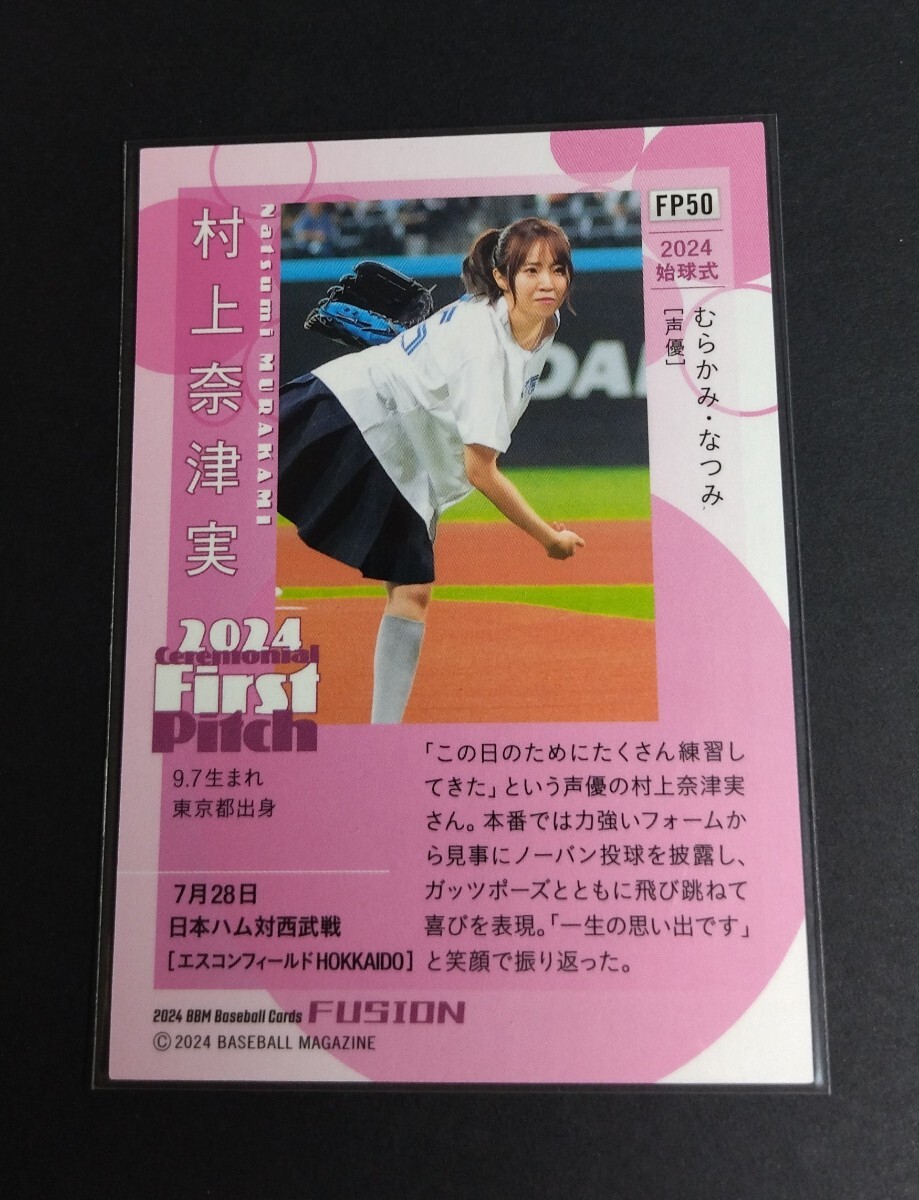 FP50
2024
始球式
むらかみ・なつみ
[声優]
村上奈津実
Natsumi MURAKAMI
DA
2024
Ceremonial
First
Pitch
9.7生まれ
東京都出身
7月28日
日本ハム対西武戦
[エスコンフィールドHOKKAIDO]
「この日のためにたくさん練習し
てきた」という声優の村上奈津実
さん。本番では力強いフォームか
ら見事にノーバン投球を披露し、
ガッツポーズとともに飛び跳ねて
喜びを表現。「一生の思い出です」
と笑顔で振り返った。
2024 BBM Baseball Cards FUSION
©2024 BASEBALL MAGAZINE